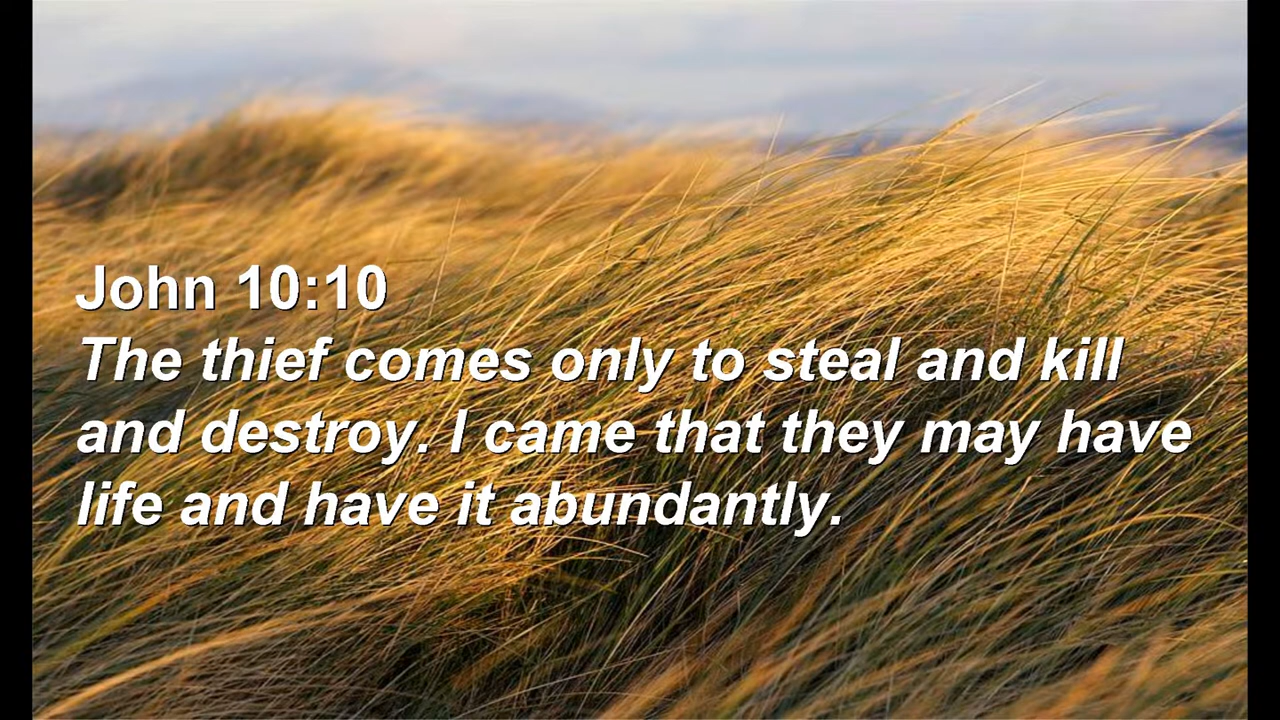 John 10:10
The thief comes only to steal and kill
and destroy. I came that they may have
life and have it abundantly.